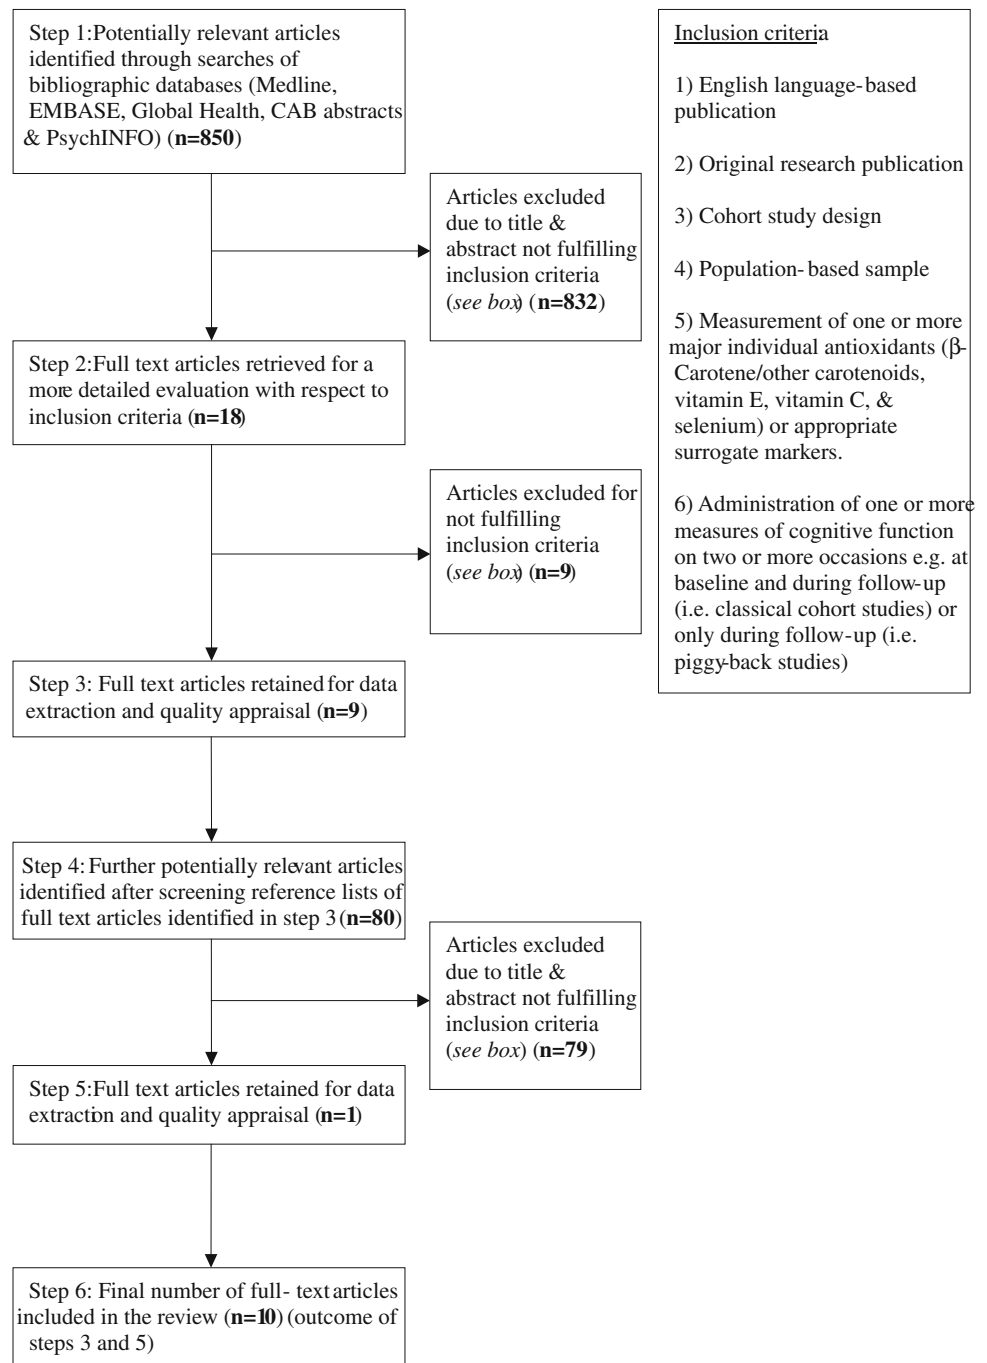 Step 1:Potentially relevant articles
identified through searches of
bibliographic databases (Medline,
EMBASE, Global Health, CAB abstracts
& PsychINFO) (n=850)
Articles excluded
due to title &
abstract not fulfilling
inclusion criteria
(see box) (n=832)
Step 2:Full text articles retrieved for a
more detailed evaluation with respect to
inclusion criteria (n=18)
Articles excluded for
not fulfilling
inclusion criteria
(see box) (n=9)
Step 3: Full text articles retained for data
extraction and quality appraisal (n=9)
Step 4: Further potentially relevant articles
identified after screening reference lists of
full text articles identified in step 3 (n=80)
Articles excluded
due to title &
abstract not fulfilling
inclusion criteria
(see box) (n=79)
Step 5:Full text articles retained for data
extraction and quality appraisal (n=1)
Step 6: Final number of full- text articles
included in the review (n=10) (outcome of
steps 3 and 5)
Inclusion criteria:
1) English language-based
publication
2) Original research publication
3) Cohort study design
4) Population- based sample
5) Measurement of one or more
major individual antioxidants (β-
Carotene/other carotenoids,
vitamin E, vitamin C, &
selenium) or appropriate
surrogate markers.
6) Administration of one or more
measures of cognitive function
on two or more occasions e.g. at
baseline and during follow-up
(i.e. classical cohort studies) or
only during follow-up (i.e.
piggy-back studies)